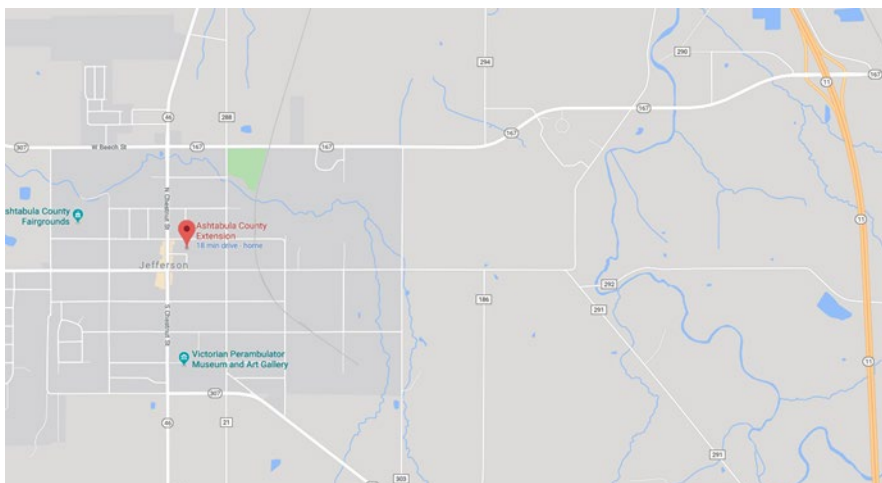 294
290
167
11
46
288
167
307
W Beech St
167
167
167
N Chestnut St
shtabula County
Fairgrounds
Ashtabula County
Extension
18 min drive · home
11
Jefferson
292
186
291
S Chestnut St
Victorian Perambulator
Museum and Art Gallery
11
307
46
21
291
303